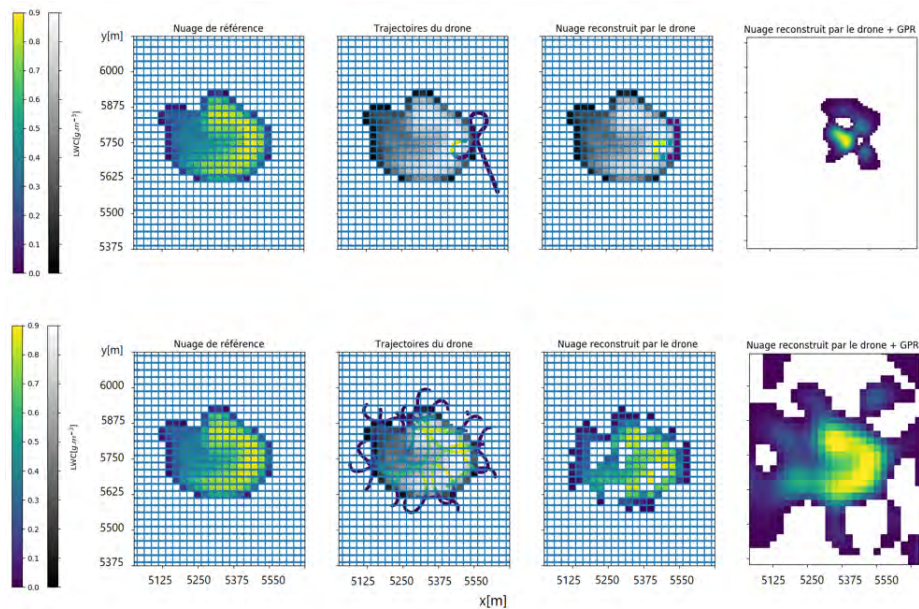 Nuage de référence
Trajectoires du drone
Nuage reconstruit par le drone
Nuage reconstruit par le drone + GPR
0.9
0.8
0.7
0.6
0.5
0.4
0.3
0.2
0.1
0.0
LWC[g.m⁻³]
y[m]
6000
5875
5750
5625
5500
5375
Nuage de référence
Trajectoires du drone
Nuage reconstruit par le drone
Nuage reconstruit par le drone + GPR
0.9
0.8
0.7
0.6
0.5
0.4
0.3
0.2
0.1
0.0
LWC[g.m⁻³]
y[m]
6000
5875
5750
5625
5500
5375
5125 5250 5375 5550
5125 5250 5375 5550
5125 5250 5375 5550
x[m]